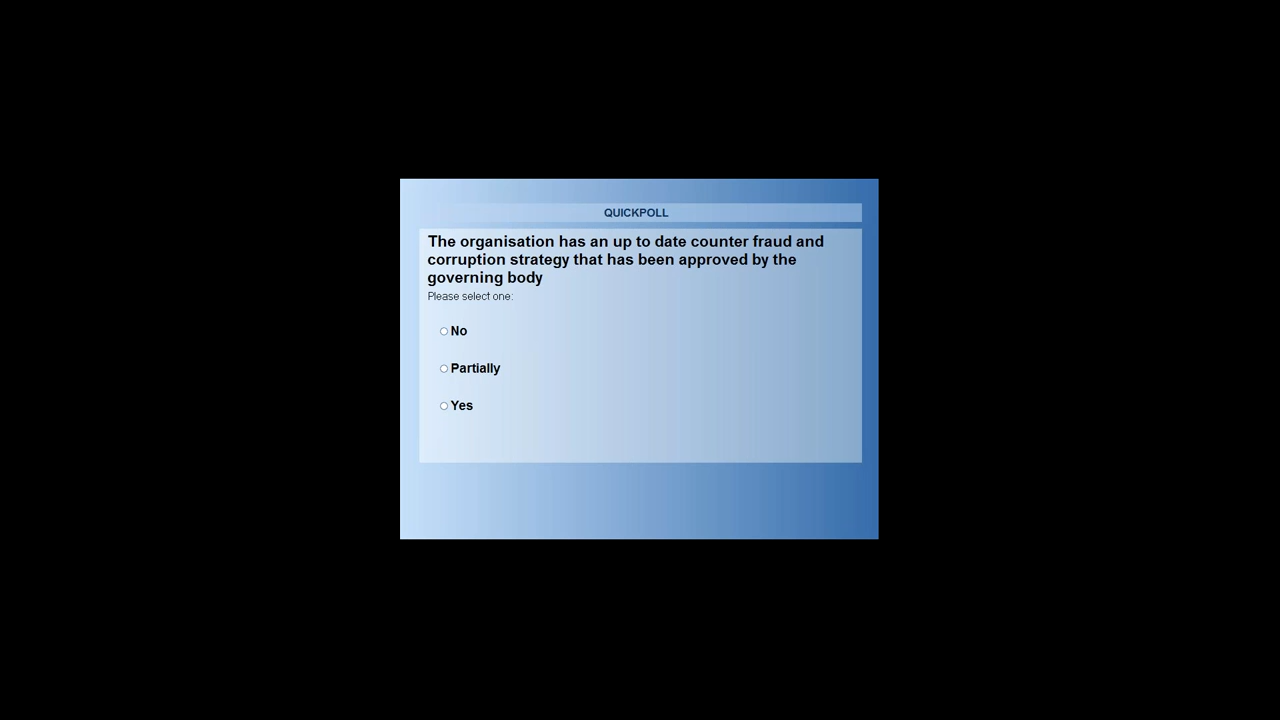 QUICKPOLL
The organisation has an up to date counter fraud and
corruption strategy that has been approved by the
governing body
Please select one:
No
Partially
Yes